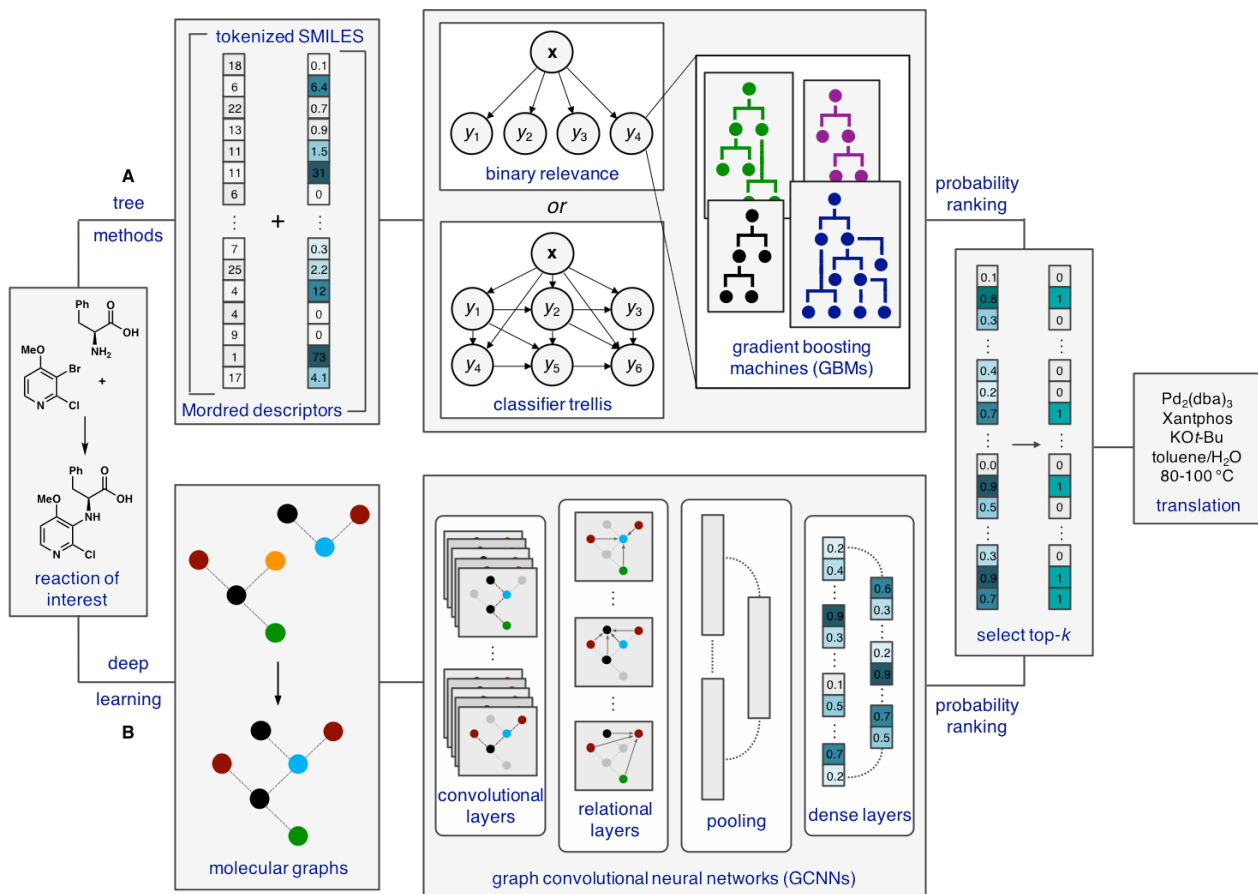 A
tree
methods
Ph
O
OH
NH2
MeO
Br
+
N
Cl
Ph
O
MeO
OH
NH
N
Cl
reaction of
interest
deep
learning
B
tokenized SMILES
18
6
22
13
11
11
6
⋮
7
25
4
4
9
1
17
+
0.1
6.4
0.7
0.9
1.5
31
0
⋮
0.3
2.2
12
0
0
73
4.1
Mordred descriptors
x
y1 y2 y3 y4
binary relevance
or
x
y1 y2 y3
y4 y5 y6
classifier trellis
gradient boosting
machines (GBMs)
probability
ranking
molecular graphs
convolutional
layers
relational
layers
pooling
0.2
0.4
0.9
0.3
0.1
0.5
0.7
0.2
0.6
0.3
0.2
0.9
0.7
0.5
dense layers
graph convolutional neural networks (GCNNs)
probability
ranking
0.1
0.8
0.3
0.4
0.2
0.7
0.0
0.9
0.5
0.3
0.9
0.7
0
1
0
0
0
1
0
1
0
0
1
1
select top-k
Pd2(dba)3
Xantphos
KOt-Bu
toluene/H2O
80-100 °C
translation